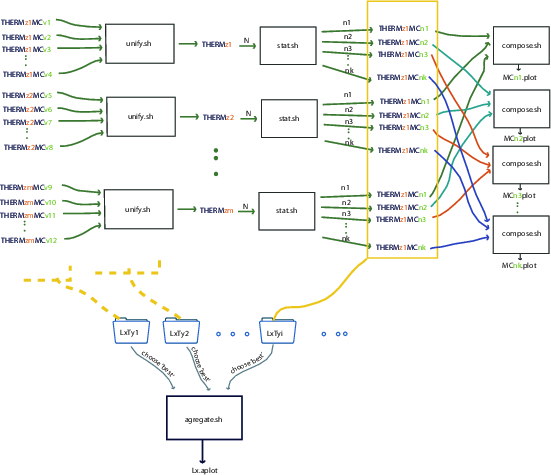 THERMz1MCv1
THERMz1MCv2
THERMz1MCv3
THERMz1MCv4
unify.sh
THERMz1
N
stat.sh
n1
n2
n3
nk
THERMz1MCn1
THERMz1MCn2
THERMz1MCn3
THERMz1MCnk
compose.sh
MCn1.plot
THERMz2MCv5
THERMz2MCv6
THERMz2MCv7
THERMz2MCv8
unify.sh
THERMz2
N
stat.sh
n1
n2
n3
nk
THERMz1MCn1
THERMz1MCn2
THERMz1MCn3
THERMz1MCnk
compose.sh
MCn2plot
compose.sh
MCn3plot
THERMzmMCv9
THERMzmMCv10
THERMzmMCv11
THERMzmMCv12
unify.sh
THERMzm
N
stat.sh
n1
n2
n3
nk
THERMz1MCn1
THERMz1MCn2
THERMz1MCn3
THERMz1MCnk
compose.sh
MCnk.plot
LxTy1
LxTy2
LxTyi
choose'best'
choose'best'
choose'best'
agregate.sh
Lx.aplot